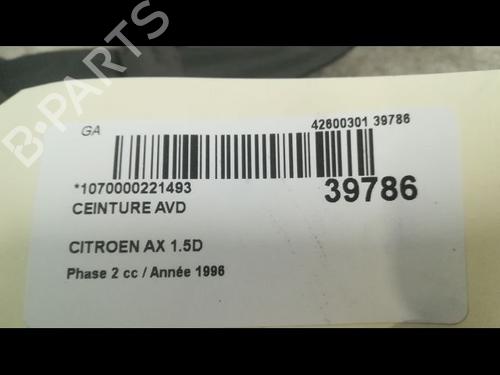 B-PARTS
GA
42600301 39786
*1070000221493
39786
CEINTURE AVD
CITROEN AX 1.5D
Phase 2 cc / Année 1996